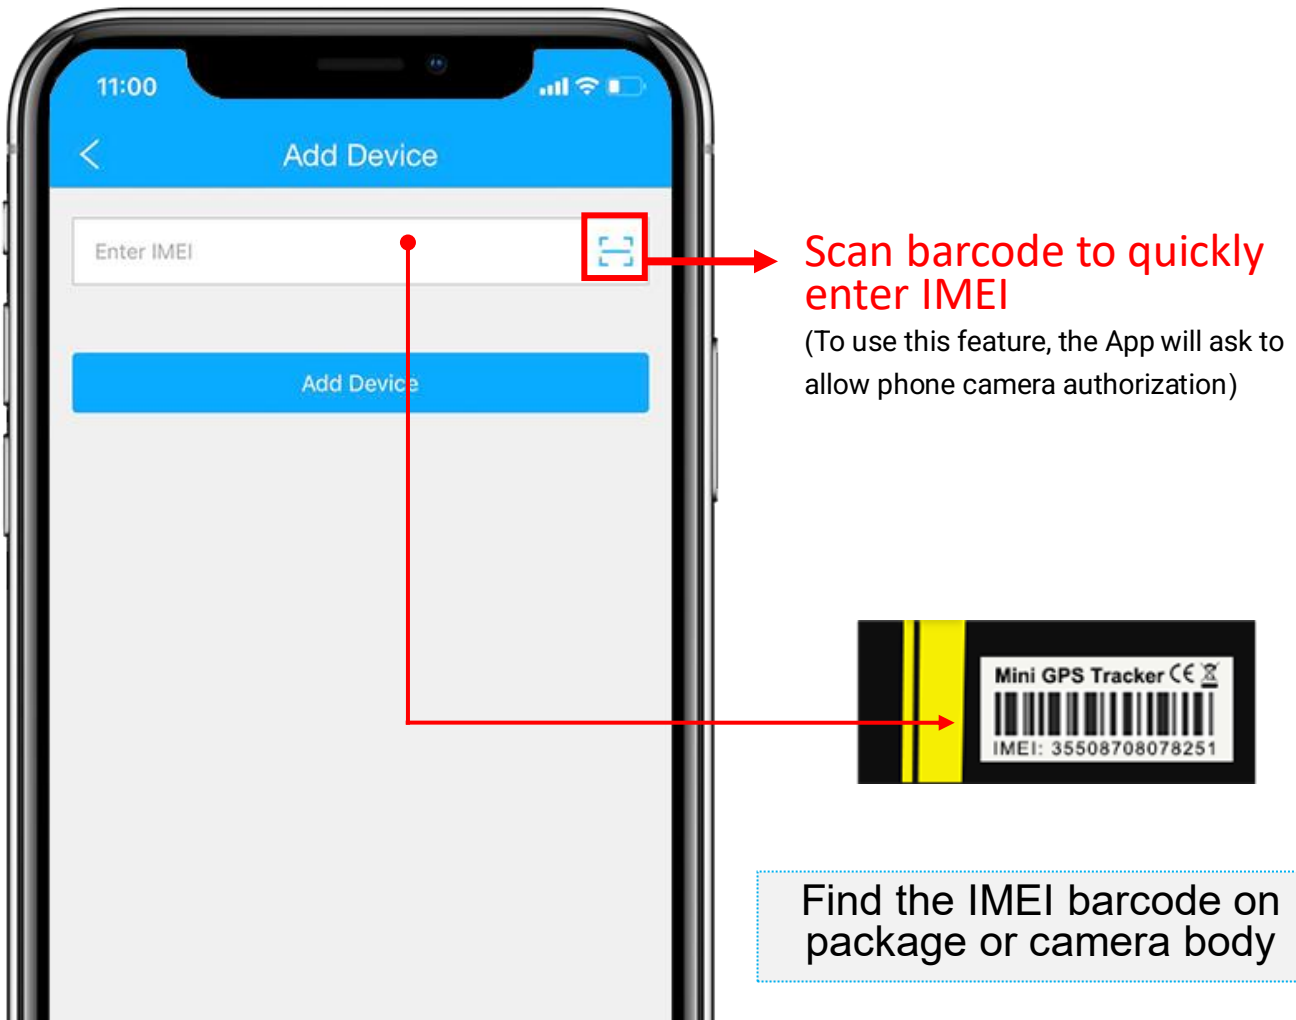 11:00
Add Device
Enter IMEI
Add Device
Scan barcode to quickly
enter IMEI
(To use this feature, the App will ask to
allow phone camera authorization)
Mini GPS Tracker CE
IMEI: 35508708078251
Find the IMEI barcode on
package or camera body